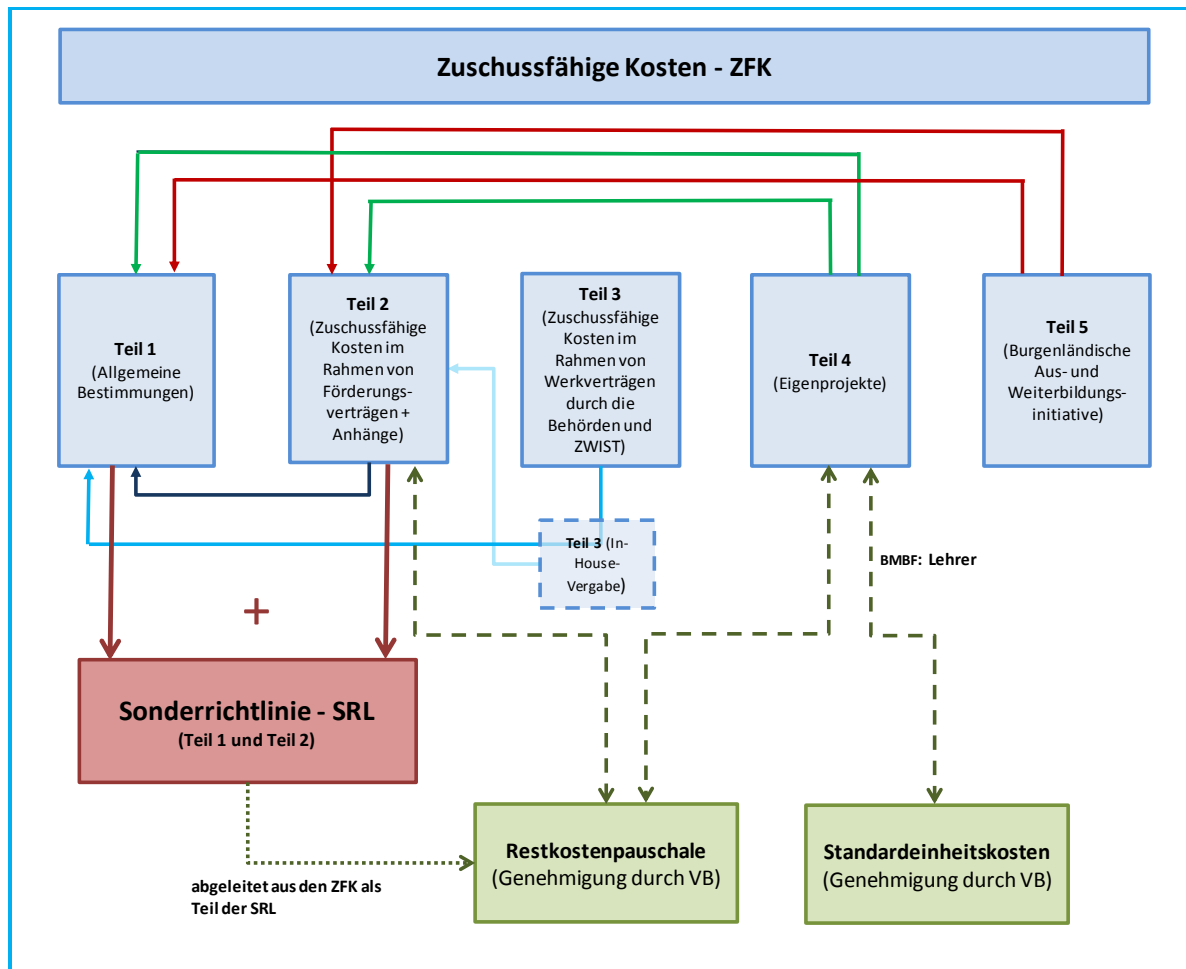 Zuschussfähige Kosten - ZFK
Teil 1
(Allgemeine
Bestimmungen)
Teil 2
(Zuschussfähige
Kosten im
Rahmen von
Förderungs-
verträgen +
Anhänge)
Teil 3
(Zuschussfähige
Kosten im
Rahmen von
Werkverträgen
durch die
Behörden und
ZWIST)
Teil 4
(Eigenprojekte)
Teil 5
(Burgenländische
Aus- und
Weiterbildungs-
initiative)
Teil 3 (In-
House-
Vergabe)
BMBF: Lehrer
+
Sonderrichtlinie - SRL
(Teil 1 und Teil 2)
Restkostenpauschale
(Genehmigung durch VB)
Standardeinheitskosten
(Genehmigung durch VB)
abgeleitet aus den ZFK als
Teil der SRL